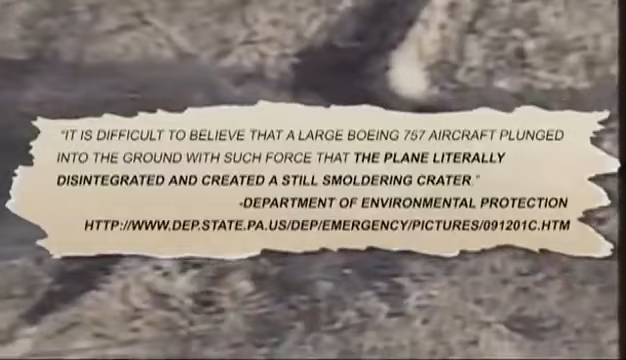 "IT IS DIFFICULT TO BELIEVE THAT A LARGE BOEING 757 AIRCRAFT PLUNGED
INTO THE GROUND WITH SUCH FORCE THAT THE PLANE LITERALLY
DISINTEGRATED AND CREATED A STILL SMOLDERING CRATER."
-DEPARTMENT OF ENVIRONMENTAL PROTECTION
HTTP://WWW.DEP.STATE.PA.US/DEP/EMERGENCY/PICTURES/091201C.HTM